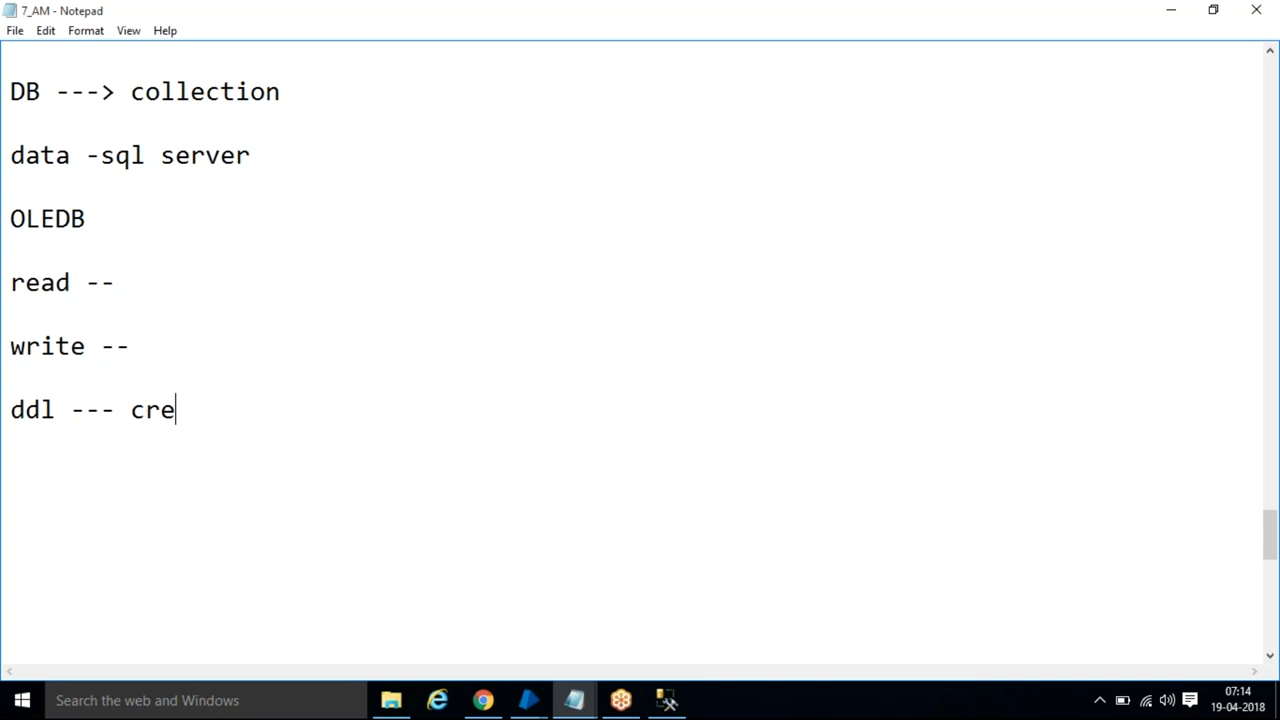 7_AM - Notepad
File Edit Format View Help
DB ---> collection
data -sql server
OLEDB
read --
write --
ddl --- cre
Search the web and Windows
07:14
19-04-2018